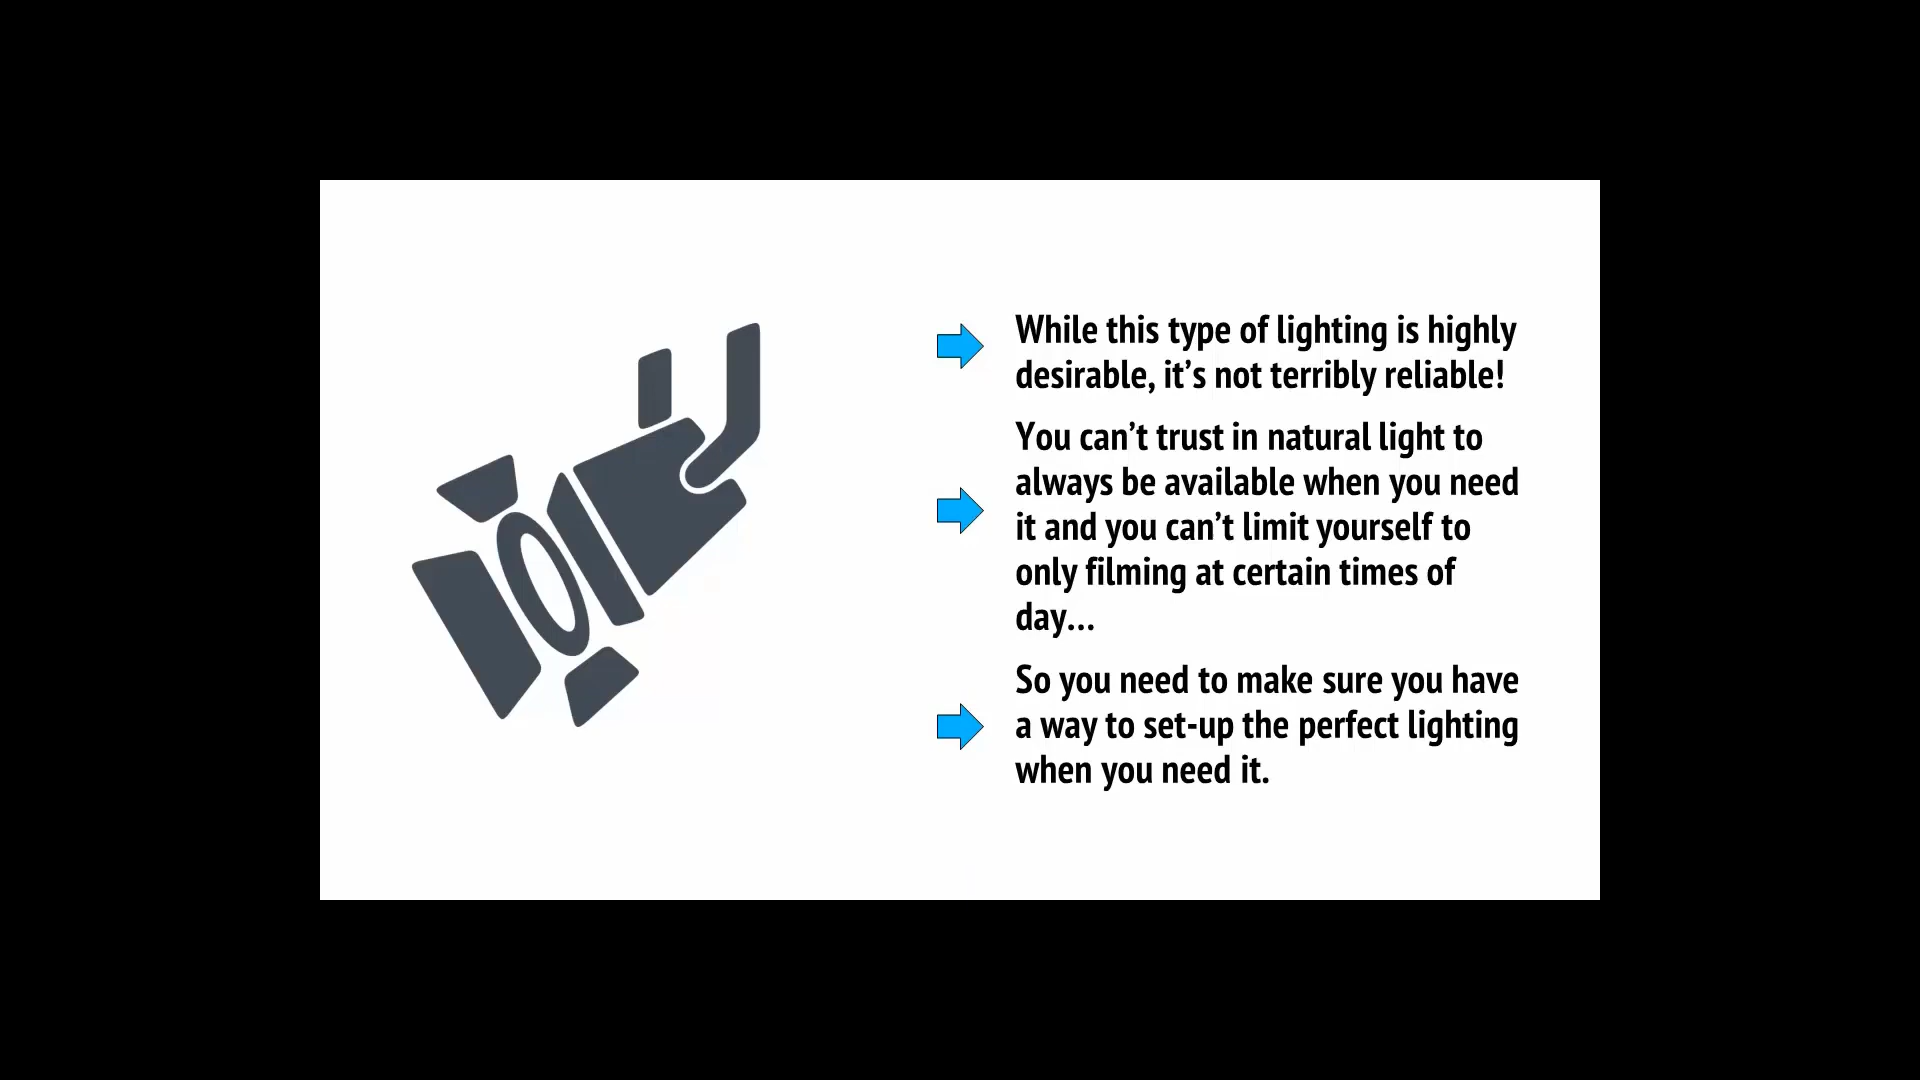 While this type of lighting is highly
desirable, it’s not terribly reliable!
You can’t trust in natural light to
always be available when you need
it and you can’t limit yourself to
only filming at certain times of
day...
So you need to make sure you have
a way to set-up the perfect lighting
when you need it.